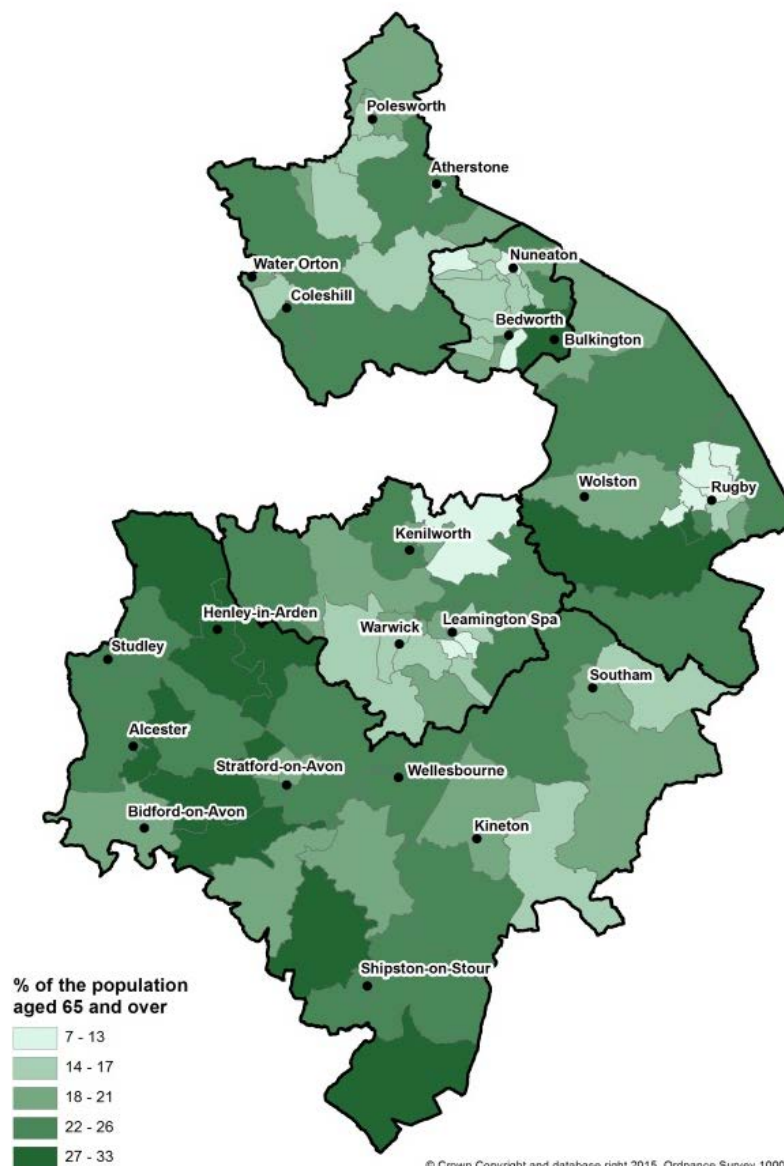 Polesworth
Atherstone
Water Orton
Nuneaton
Coleshill
Bedworth
Bulkington
Wolston
Rugby
Kenilworth
Henley-in-Arden
Leamington Spa
Warwick
Studley
Southam
Alcester
Stratford-on-Avon
Wellesbourne
Bidford-on-Avon
Kineton
Shipston-on-Stour
% of the population
aged 65 and over
7 - 13
14 - 17
18 - 21
22 - 26
27 - 33
© Crown Copyright and database right 2015. Ordnance Survey